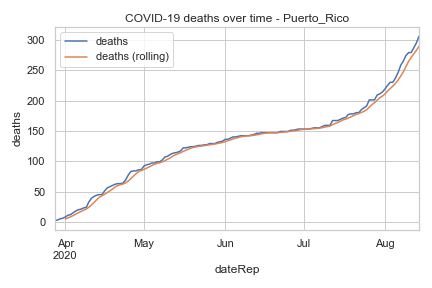 COVID-19 deaths over time - Puerto_Rico
deaths
deaths (rolling)
300
250
200
150
100
50
0
deaths
Apr
2020
May
Jun
Jul
Aug
dateRep